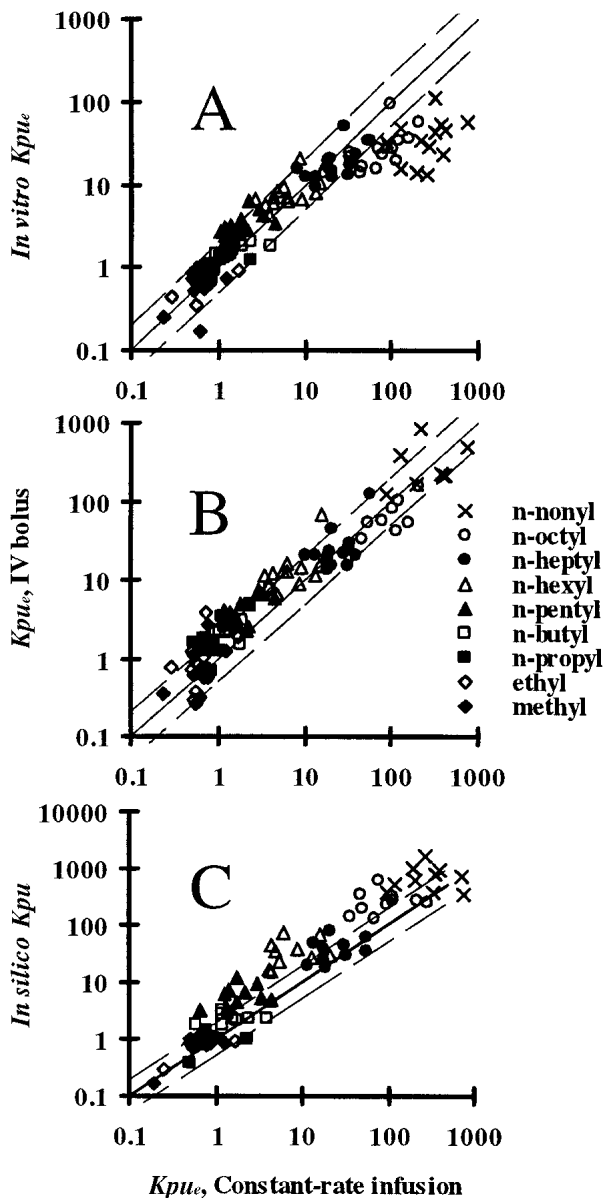 1000
100
10
1
0.1
In vitro Kpue
A
0.1 1 10 100 1000
1000
100
10
1
0.1
Kpue, IV bolus
B
n-nonyl
n-octyl
n-heptyl
n-hexyl
n-pentyl
n-butyl
n-propyl
ethyl
methyl
0.1 1 10 100 1000
10000
1000
100
10
1
0.1
In silico Kpu
C
0.1 1 10 100 1000
Kpue, Constant-rate infusion